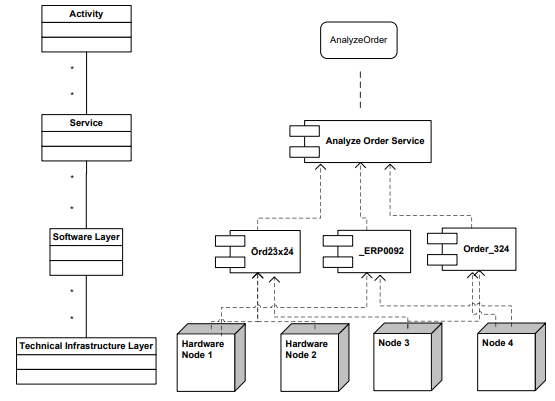 Activity
AnalyzeOrder
*
*
Service
Analyze Order Service
*
*
Software Layer
_ERP0092
Order_324
*
*
Technical Infrastructure Layer
Hardware
Node 1
Hardware
Node 2
Node 3
Node 4